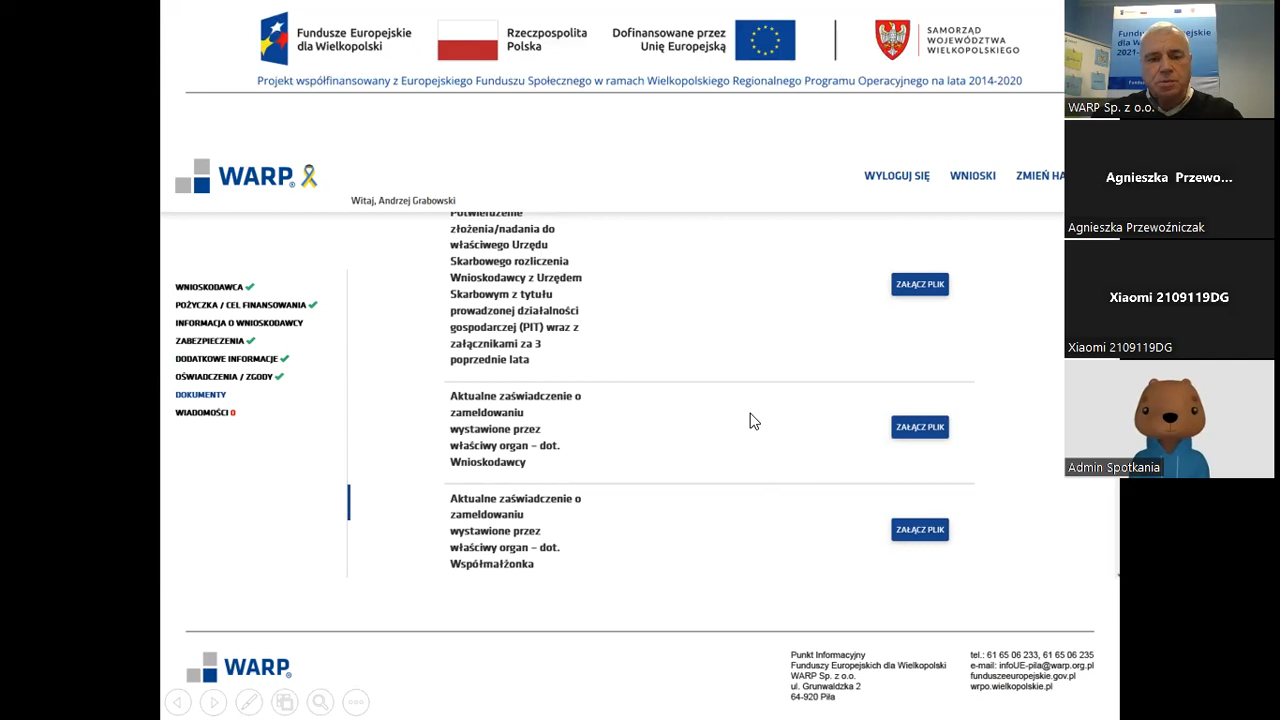 Fundusze Europejskie
dla Wielkopolski
Rzeczpospolita
Polska
Dofinansowane przez
Unię Europejską
SAMORZĄD
WOJEWÓDZTWA
WIELKOPOLSKIEGO
Projekt współfinansowany z Europejskiego Funduszu Społecznego w ramach Wielkopolskiego Regionalnego Programu Operacyjnego na lata 2014-2020
WARP
Witaj, Andrzej Grabowski
WYLOGUJ SIĘ WNIOSKI ZMIEŃ HA
WNIOSKODAWCA
POŻYCZKA / CEL FINANSOWANIA
INFORMACJA O WNIOSKODAWCY
ZABEZPIECZENIA
DODATKOWE INFORMACJE
OŚWIADCZENIA / ZGODY
DOKUMENTY
WIADOMOŚCI 0
Potwierdzenie
złożenia/nadania do
właściwego Urzędu
Skarbowego rozliczenia
Wnioskodawcy z Urzędem
Skarbowym z tytułu
prowadzonej działalności
gospodarczej (PIT) wraz z
załącznikami za 3
poprzednie lata
ZAŁĄCZ PLIK
Aktualne zaświadczenie o
zameldowaniu
wystawione przez
właściwy organ – dot.
Wnioskodawcy
ZAŁĄCZ PLIK
Aktualne zaświadczenie o
zameldowaniu
wystawione przez
właściwy organ – dot.
Współmałżonka
ZAŁĄCZ PLIK
WARP
Punkt Informacyjny
Funduszy Europejskich dla Wielkopolski
WARP Sp. z o.o.
ul. Grunwaldzka 2
64-920 Piła
tel.: 61 65 06 233, 61 65 06 235
e-mail: infoUE-pila@warp.org.pl
funduszeeuropejskie.gov.pl
wrpo.wielkopolskie.pl
WARP Sp. z o.o.
Agnieszka Przewo...
Agnieszka Przewoźniczak
Xiaomi 2109119DG
Xiaomi 2109119DG
Admin Spotkania